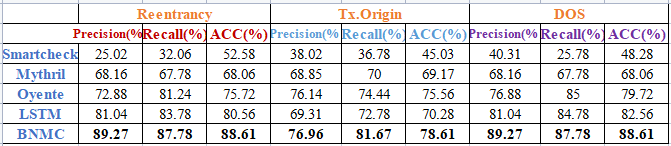 Reentrancy Tx.Origin DOS
Precision(% Recall(%) ACC(%) Precision(% Recall(%) ACC(%) Precision(% Recall(%) ACC(%)
Smartcheck 25.02 32.06 52.58 38.02 36.78 45.03 40.31 25.78 48.28
Mythril 68.16 67.78 68.06 68.85 70 69.17 68.16 67.78 68.06
Oyente 72.88 81.24 75.72 76.14 74.44 75.56 76.88 85 79.72
LSTM 81.04 83.78 80.56 69.31 72.78 70.28 81.04 84.78 82.56
BNMC 89.27 87.78 88.61 76.96 81.67 78.61 89.27 87.78 88.61